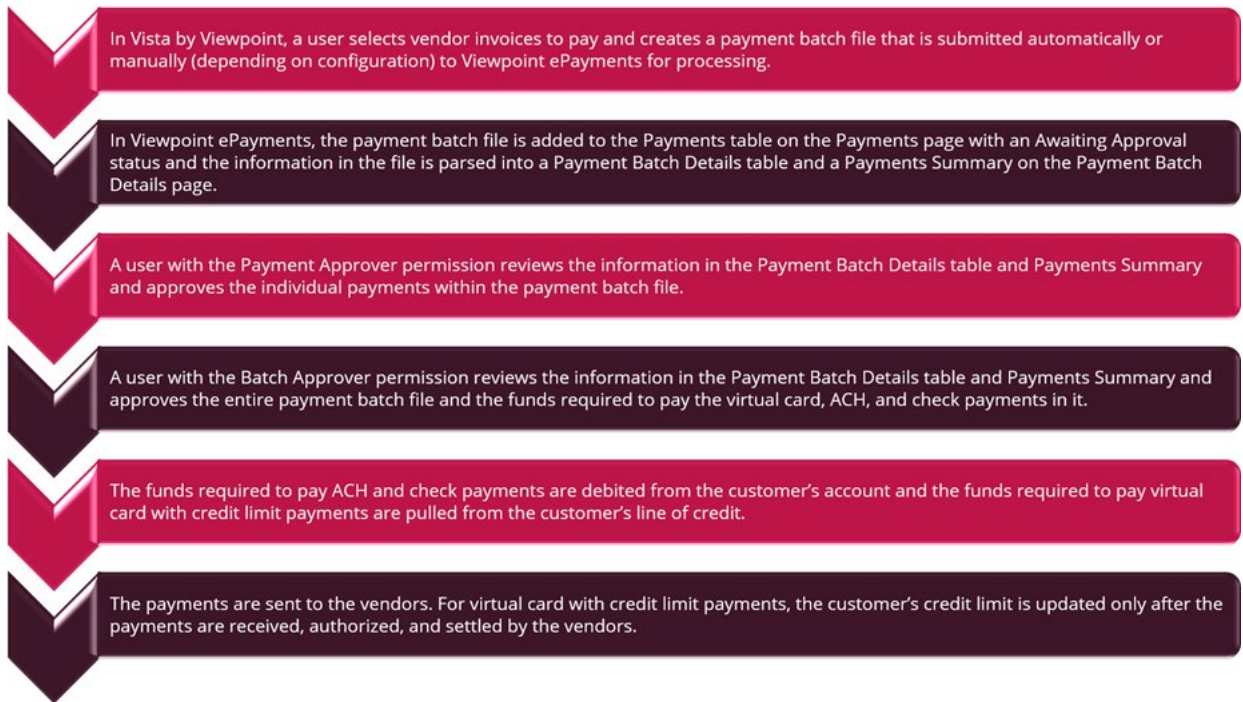 In Vista by Viewpoint, a user selects vendor invoices to pay and creates a payment batch file that is submitted automatically or
manually (depending on configuration) to Viewpoint ePayments for processing.
In Viewpoint ePayments, the payment batch file is added to the Payments table on the Payments page with an Awaiting Approval
status and the information in the file is parsed into a Payment Batch Details table and a Payments Summary on the Payment Batch
Details page.
A user with the Payment Approver permission reviews the information in the Payment Batch Details table and Payments Summary
and approves the individual payments within the payment batch file.
A user with the Batch Approver permission reviews the information in the Payment Batch Details table and Payments Summary and
approves the entire payment batch file and the funds required to pay the virtual card, ACH, and check payments in it.
The funds required to pay ACH and check payments are debited from the customer’s account and the funds required to pay virtual
card with credit limit payments are pulled from the customer’s line of credit.
The payments are sent to the vendors. For virtual card with credit limit payments, the customer’s credit limit is updated only after the
payments are received, authorized, and settled by the vendors.